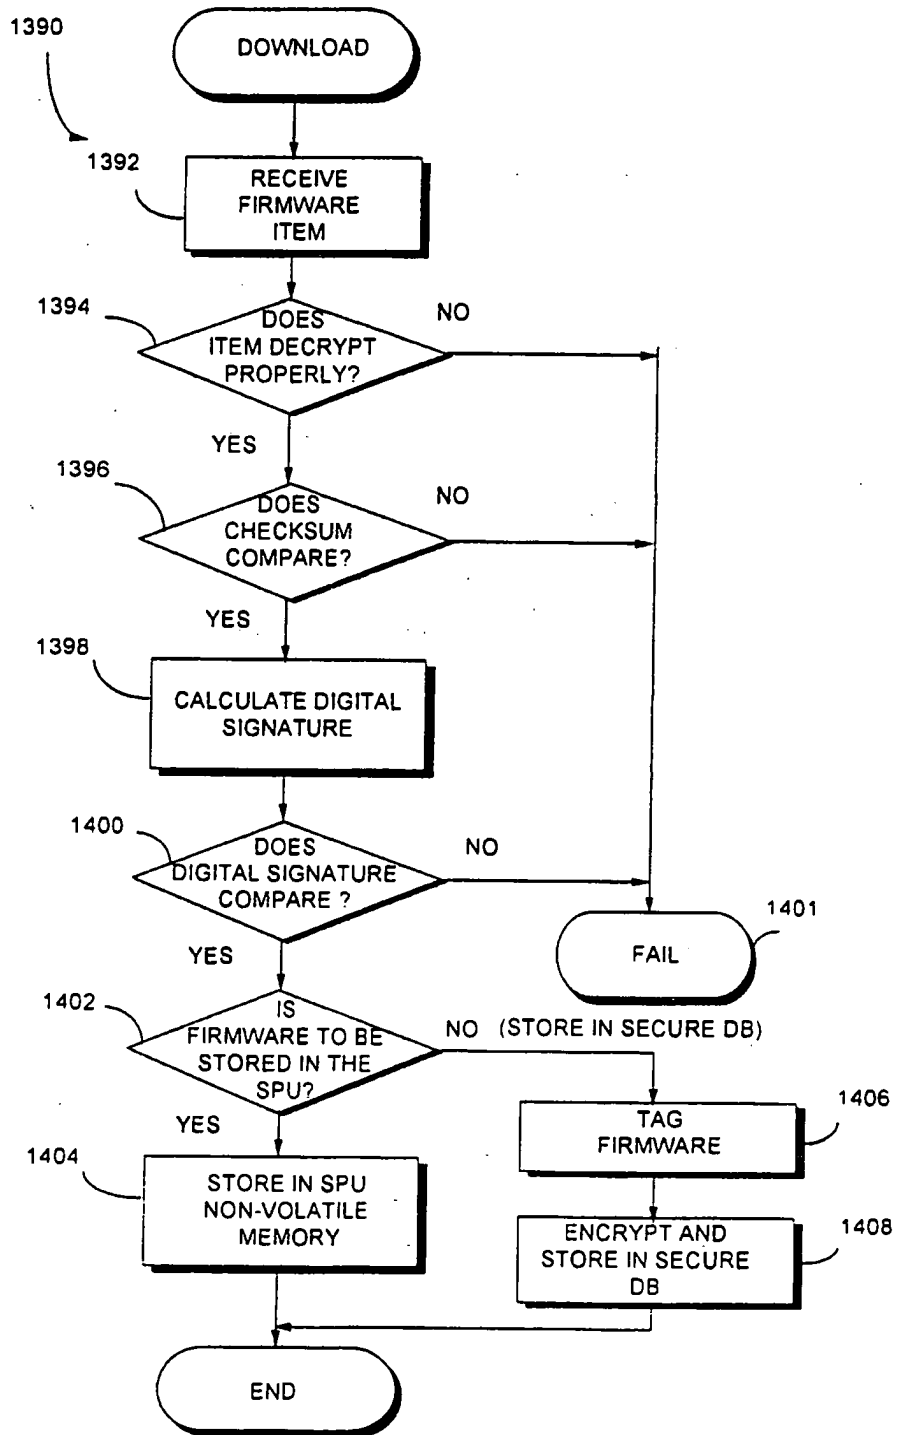 1390
DOWNLOAD
1392
RECEIVE
FIRMWARE
ITEM
1394
DOES
ITEM DECRYPT
PROPERLY?
NO
YES
1396
DOES
CHECKSUM
COMPARE?
NO
YES
1398
CALCULATE DIGITAL
SIGNATURE
1400
DOES
DIGITAL SIGNATURE
COMPARE ?
NO
1401
FAIL
YES
1402
IS
FIRMWARE TO BE
STORED IN THE
SPU?
NO (STORE IN SECURE DB)
1406
TAG
FIRMWARE
YES
1404
STORE IN SPU
NON-VOLATILE
MEMORY
1408
ENCRYPT AND
STORE IN SECURE
DB
END